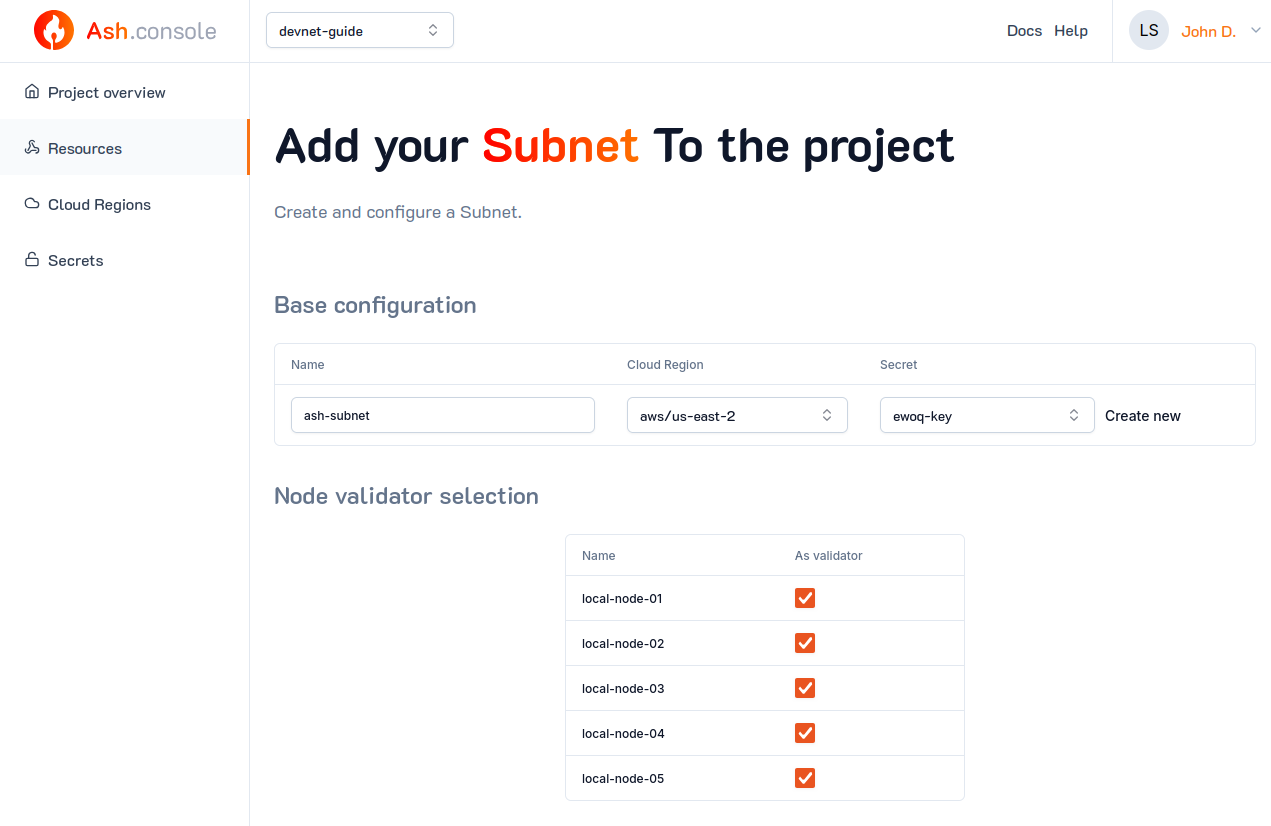 Ash.console
devnet-guide
Docs Help
LS John D.
Project overview
Resources
Cloud Regions
Secrets
Add your Subnet To the project
Create and configure a Subnet.
Base configuration
Name Cloud Region Secret
ash-subnet aws/us-east-2 ewoq-key Create new
Node validator selection
Name As validator
local-node-01
local-node-02
local-node-03
local-node-04
local-node-05